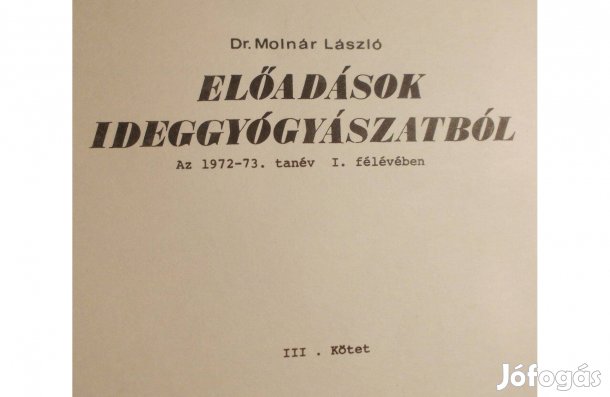 Dr. Molnár László
ELŐADÁSOK
IDEGGYÓGYÁSZATBÓL
Az 1972-73. tanév I. félévében
III . Kötet
Jófogás